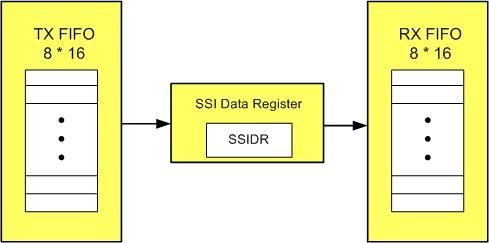 TX FIFO
8 * 16
SSI Data Register
SSIDR
RX FIFO
8 * 16